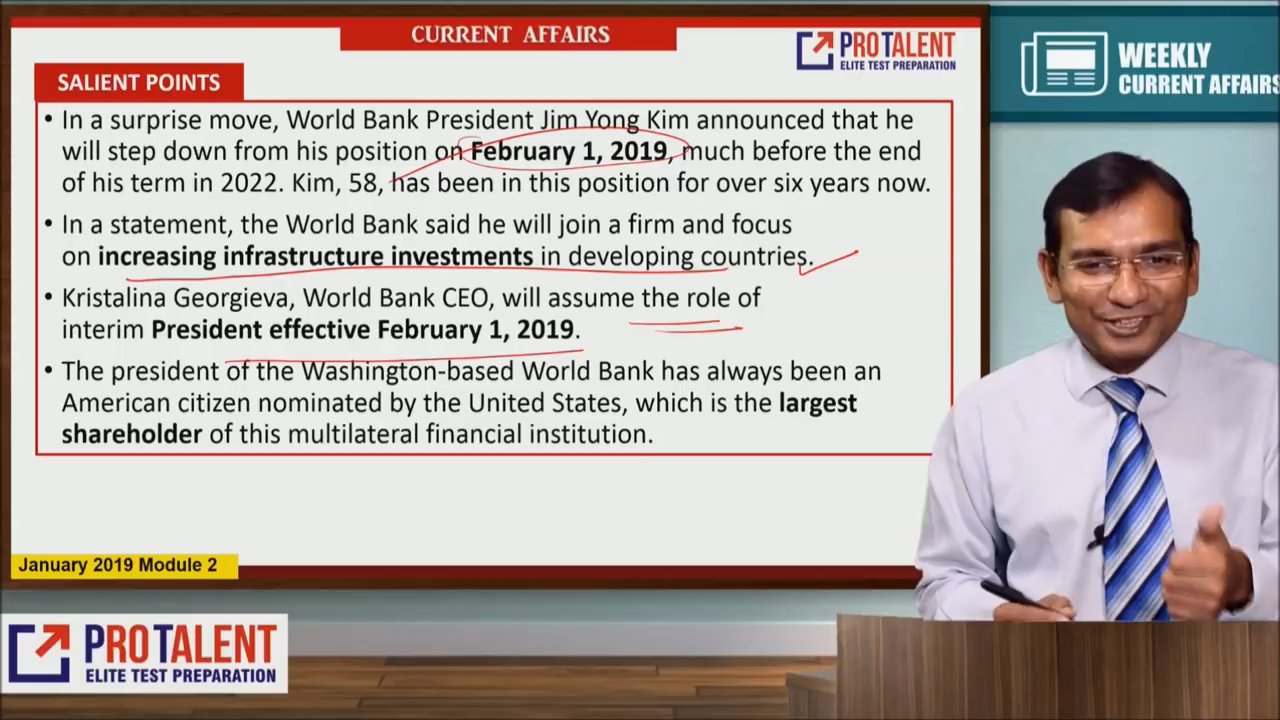 CURRENT AFFAIRS
PROTALENT
ELITE TEST PREPARATION
WEEKLY
CURRENT AFFAIRS
SALIENT POINTS
• In a surprise move, World Bank President Jim Yong Kim announced that he
will step down from his position on February 1, 2019, much before the end
of his term in 2022. Kim, 58, has been in this position for over six years now.
• In a statement, the World Bank said he will join a firm and focus
on increasing infrastructure investments in developing countries.
• Kristalina Georgieva, World Bank CEO, will assume the role of
interim President effective February 1, 2019.
• The president of the Washington-based World Bank has always been an
American citizen nominated by the United States, which is the largest
shareholder of this multilateral financial institution.
January 2019 Module 2
PROTALENT
ELITE TEST PREPARATION